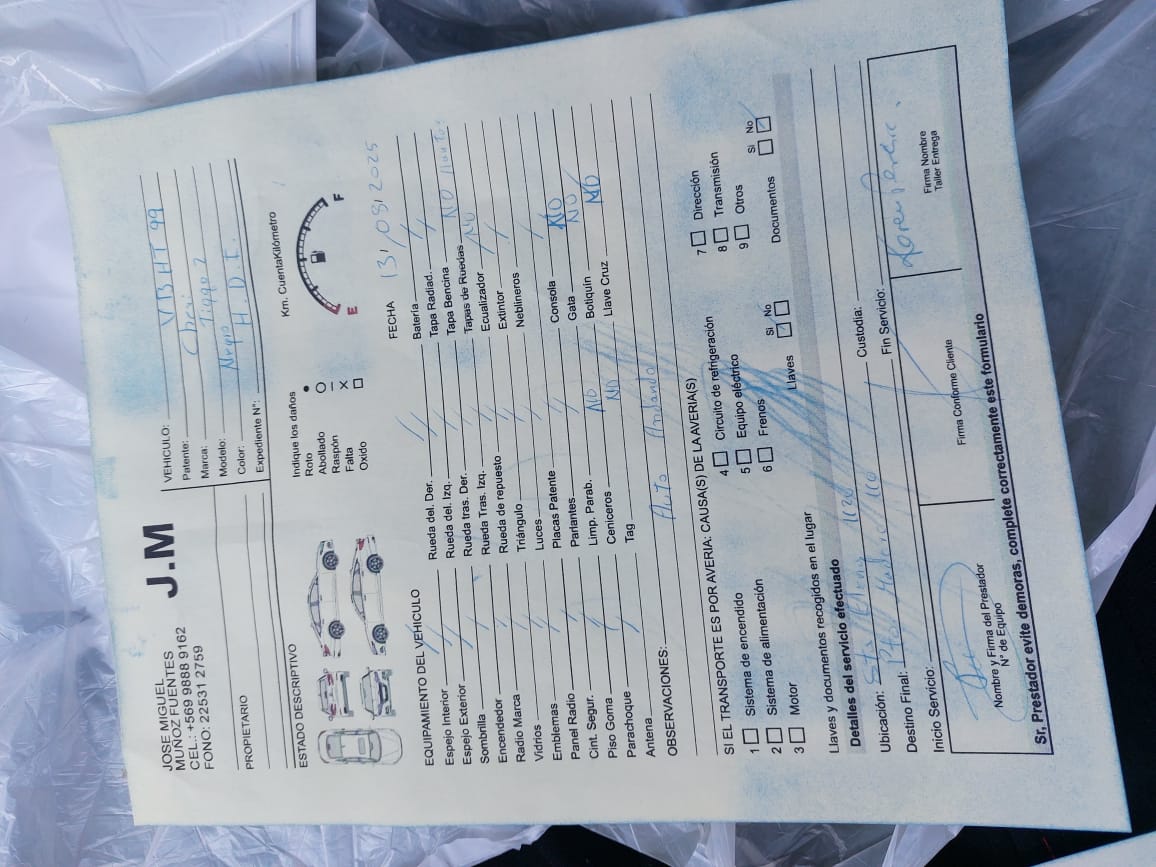 JOSE MIGUEL
MUÑOZ FUENTES
CEL.: +569 9888 9162
FONO: 22531 2759
J.M
VEHICULO:
Patente: VBHT 99
Marca: Cheri
Modelo: Tiggo 2
Color: Negro
Expediente N°: H.D.I.
PROPIETARIO
ESTADO DESCRIPTIVO
Indique los daños
Roto ●
Abollado ○
Raspón —
Falta X
Oxido □
Km. CuentaKilómetro
E F
EQUIPAMIENTO DEL VEHICULO
FECHA 13, 05, 2025
Espejo Interior
Espejo Exterior
Sombrilla
Encendedor
Radio Marca
Vidrios
Emblemas
Panel Radio
Cint. Segur.
Piso Goma
Parachoque
Antena
Rueda del. Der.
Rueda del. Izq.
Rueda tras. Der.
Rueda Tras. Izq.
Rueda de repuesto
Triángulo
Luces
Placas Patente
Parlantes
Limp. Parab. NO
Ceniceros NO
Tag
Batería
Tapa Radiad.
Tapa Bencina NO
Tapas de Ruedas NO
Ecualizador
Extintor
Neblineros
Consola NO
Gata NO
Botiquín NO
Llave Cruz
OBSERVACIONES: Auto Andando
SI EL TRANSPORTE ES POR AVERIA: CAUSA(S) DE LA AVERIA(S)
1 □ Sistema de encendido
2 □ Sistema de alimentación
3 □ Motor
4 □ Circuito de refrigeración
5 □ Equipo eléctrico
6 □ Frenos
7 □ Dirección
8 □ Transmisión
9 □ Otros
Llaves y documentos recogidos en el lugar
Llaves Si ☑ No □
Documentos Si □ No ☑
Detalles del servicio efectuado
Ubicación: 1120 Custodia:
Destino Final: 110
Inicio Servicio: Fin Servicio:
Nombre y Firma del Prestador
N° de Equipo
Firma Conforme Cliente
Firma Nombre
Taller Entrega
Sr. Prestador evite demoras, complete correctamente este formulario